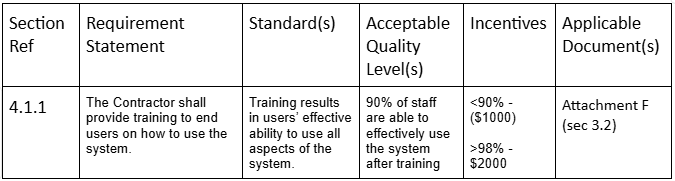 Section Ref
Requirement Statement
Standard(s)
Acceptable Quality Level(s)
Incentives
Applicable Document(s)
4.1.1
The Contractor shall
provide training to end
users on how to use the
system.
Training results
in users' effective
ability to use all
aspects of the
system.
90% of staff
are able to
effectively use
the system
after training
<90% -
($1000)
>98% -
$2000
Attachment F
(sec 3.2)